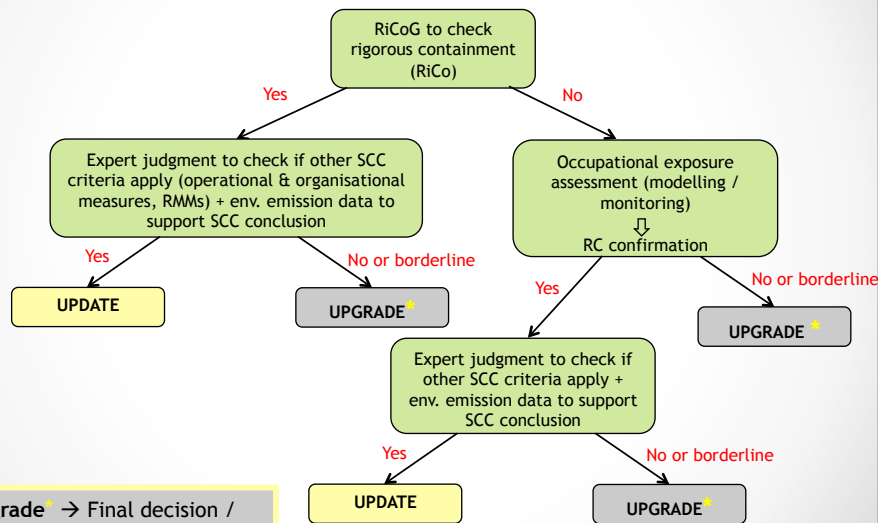 RiCoG to check
rigorous containment
(RiCo)
Yes
No
Expert judgment to check if other SCC
criteria apply (operational & organisational
measures, RMMs) + env. emission data to
support SCC conclusion
Occupational exposure
assessment (modelling /
monitoring)
⇩
RC confirmation
Yes
No or borderline
Yes
No or borderline
UPDATE
UPGRADE*
UPGRADE *
Expert judgment to check if
other SCC criteria apply +
env. emission data to support
SCC conclusion
Yes
No or borderline
UPDATE
UPGRADE*
rade* → Final decision /